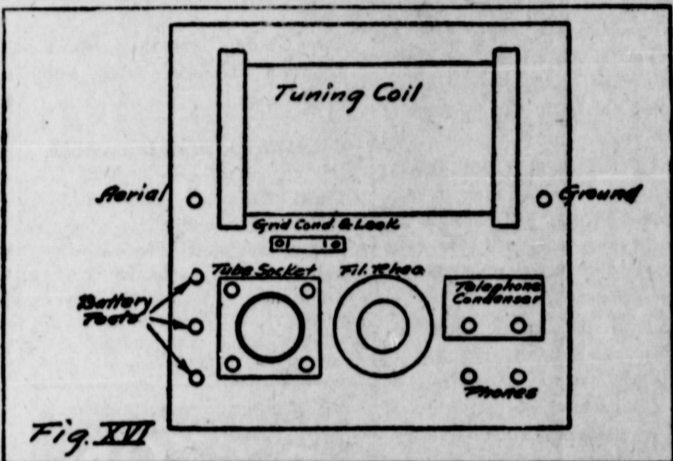 Tuning Coil
Aerial
Ground
Grid Cond. & Leak
Tube Socket
Fil. Rheo.
Telephone
Condenser
Battery
Posts
Phones
Fig. XVI